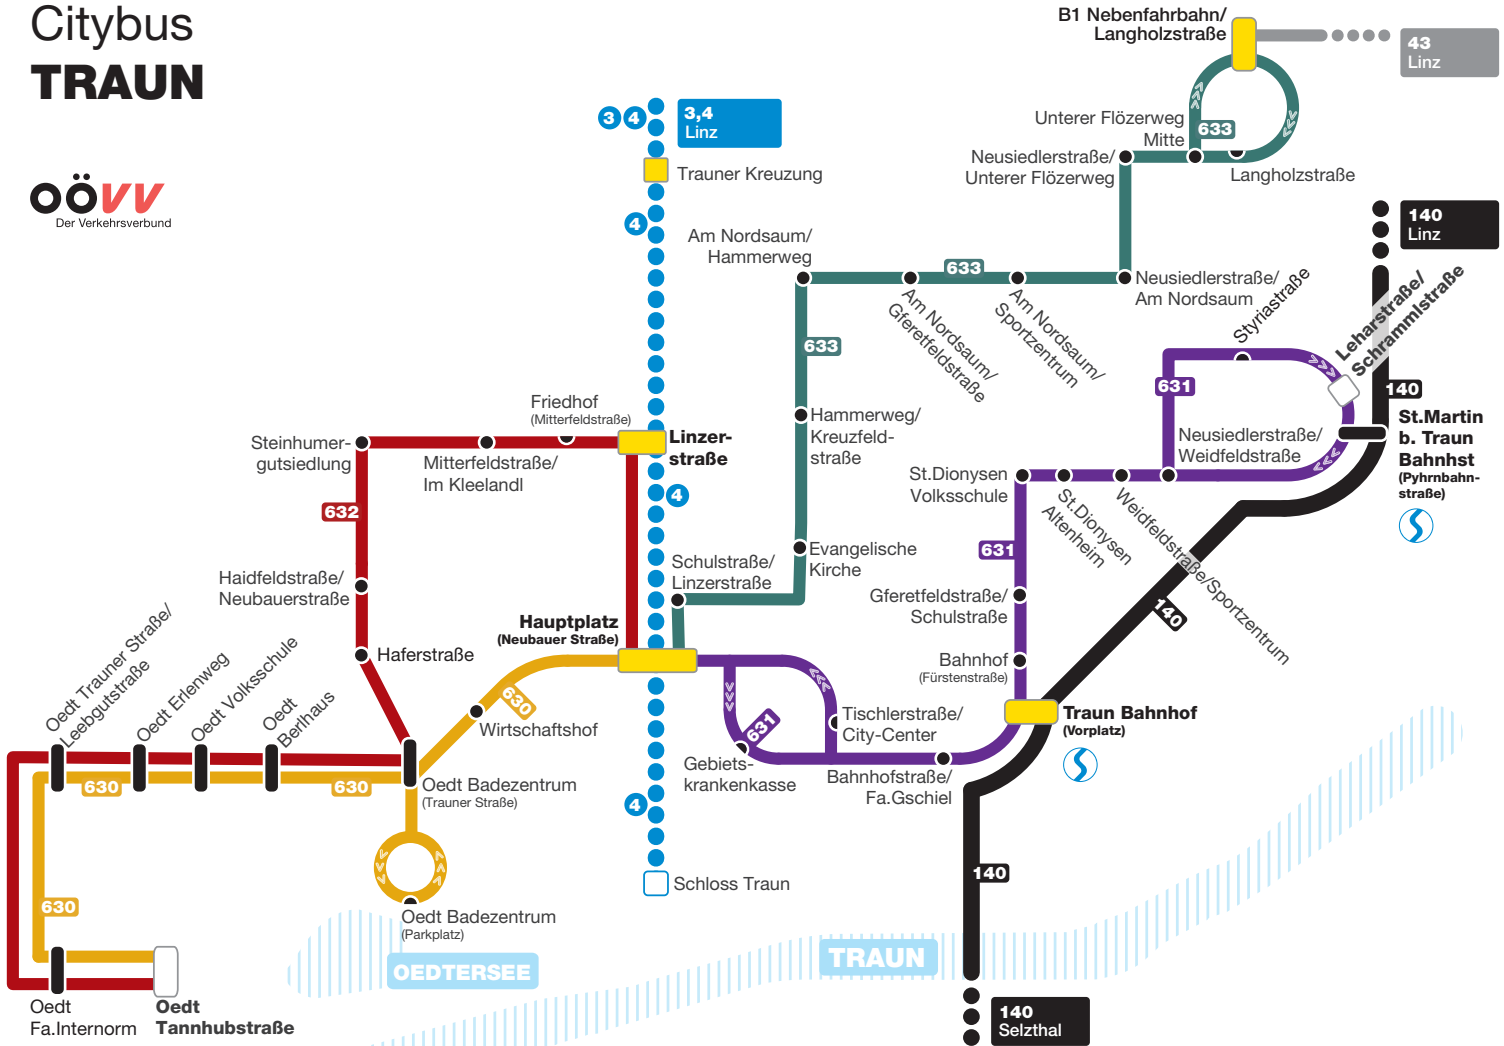 Citybus
TRAUN
OÖVV
Der Verkehrsverbund
B1 Nebenfahrbahn/
Langholzstraße
43
Linz
3 4
3,4
Linz
Trauner Kreuzung
4
Unterer Flözerweg
Mitte
633
Neusiedlerstraße/
Unterer Flözerweg
Langholzstraße
140
Linz
Am Nordsaum/
Hammerweg
633
Neusiedlerstraße/
Am Nordsaum
Am Nordsaum/
Gferetfeldstraße
Am Nordsaum/
Sportzentrum
Styriastraße
Leharstraße/
Schrammlstraße
633
631
140
Friedhof
(Mitterfeldstraße)
Steinhumer-
gutsiedlung
Mitterfeldstraße/
Im Kleelandl
Linzer-
straße
Hammerweg/
Kreuzfeld-
straße
Neusiedlerstraße/
Weidfeldstraße
St.Martin
b. Traun
Bahnhst
(Pyhrnbahn-
straße)
St.Dionysen
Volksschule
St.Dionysen
Altenheim
Weidfeldstraße/Sportzentrum
4
632
631
Evangelische
Kirche
Schulstraße/
Linzerstraße
Haidfeldstraße/
Neubauerstraße
Gferetfeldstraße/
Schulstraße
140
Hauptplatz
(Neubauer Straße)
Haferstraße
Bahnhof
(Fürstenstraße)
Oedt Trauner Straße/
Leebgutstraße
Oedt Erlenweg
Oedt Volksschule
Oedt
Berlhaus
630
Wirtschaftshof
631
Tischlerstraße/
City-Center
Traun Bahnhof
(Vorplatz)
Gebiets-
krankenkasse
Bahnhofstraße/
Fa.Gschiel
630
630
Oedt Badezentrum
(Trauner Straße)
4
Schloss Traun
140
630
Oedt Badezentrum
(Parkplatz)
OEDTERSEE
TRAUN
Oedt
Fa.Internorm
Oedt
Tannhubstraße
140
Selzthal